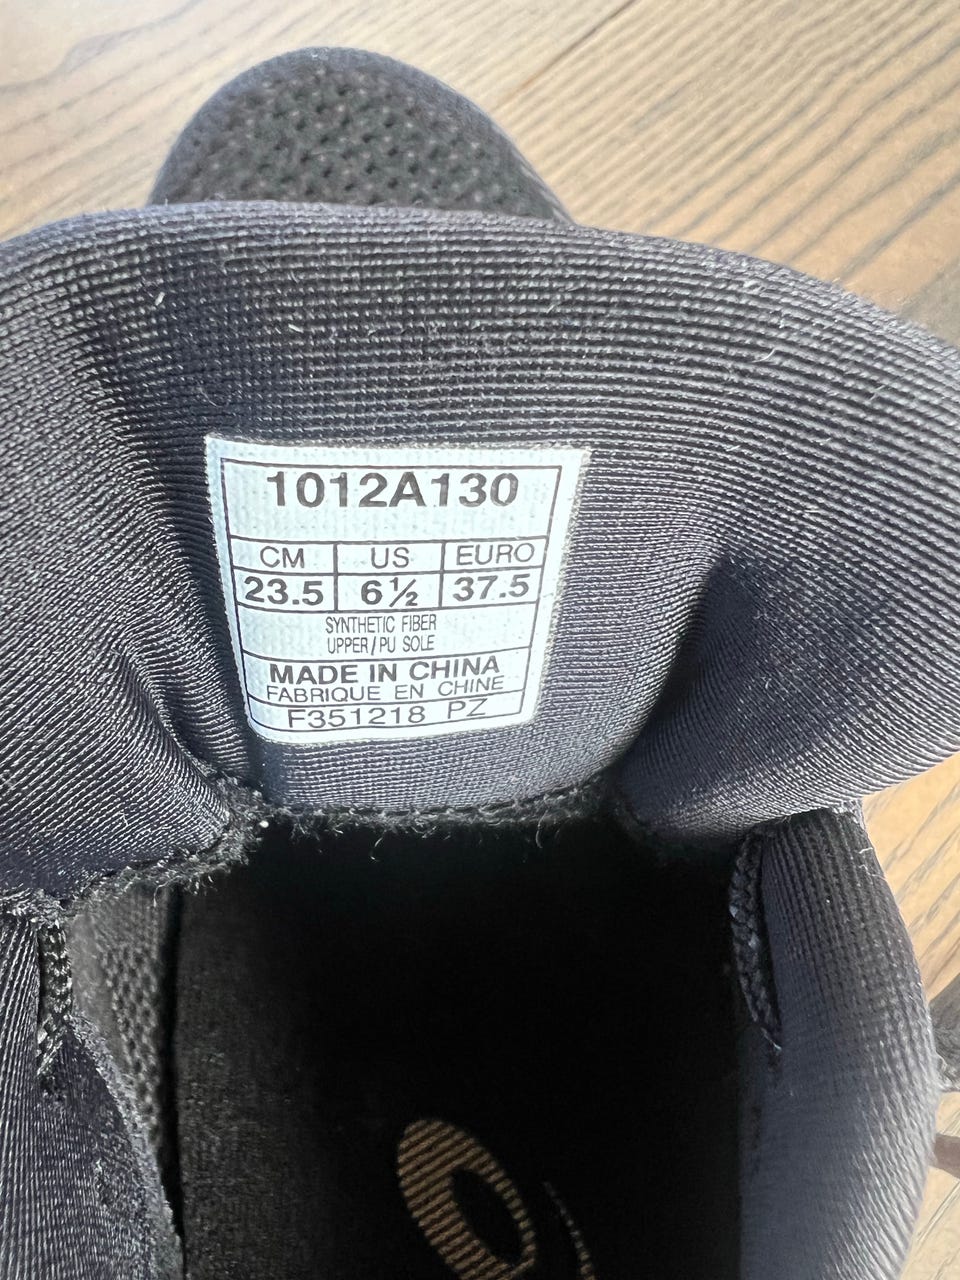 1012A130
CM US EURO
23.5 6½ 37.5
SYNTHETIC FIBER
UPPER/PU SOLE
MADE IN CHINA
FABRIQUE EN CHINE
F351218 PZ